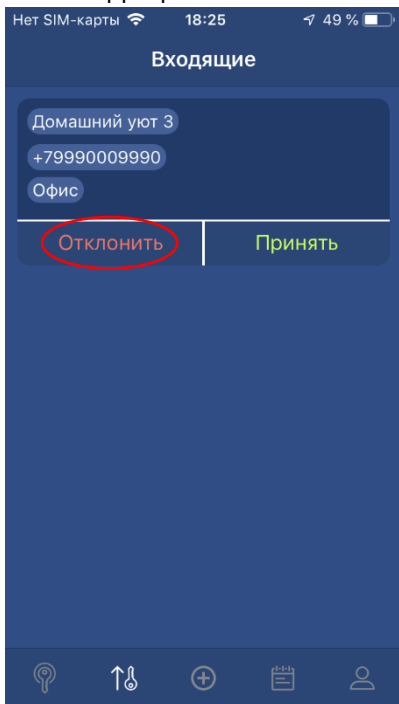 Нет SIM-карты 18:25 49 %
Входящие
Домашний уют 3
+79990009990
Офис
Отклонить Принять